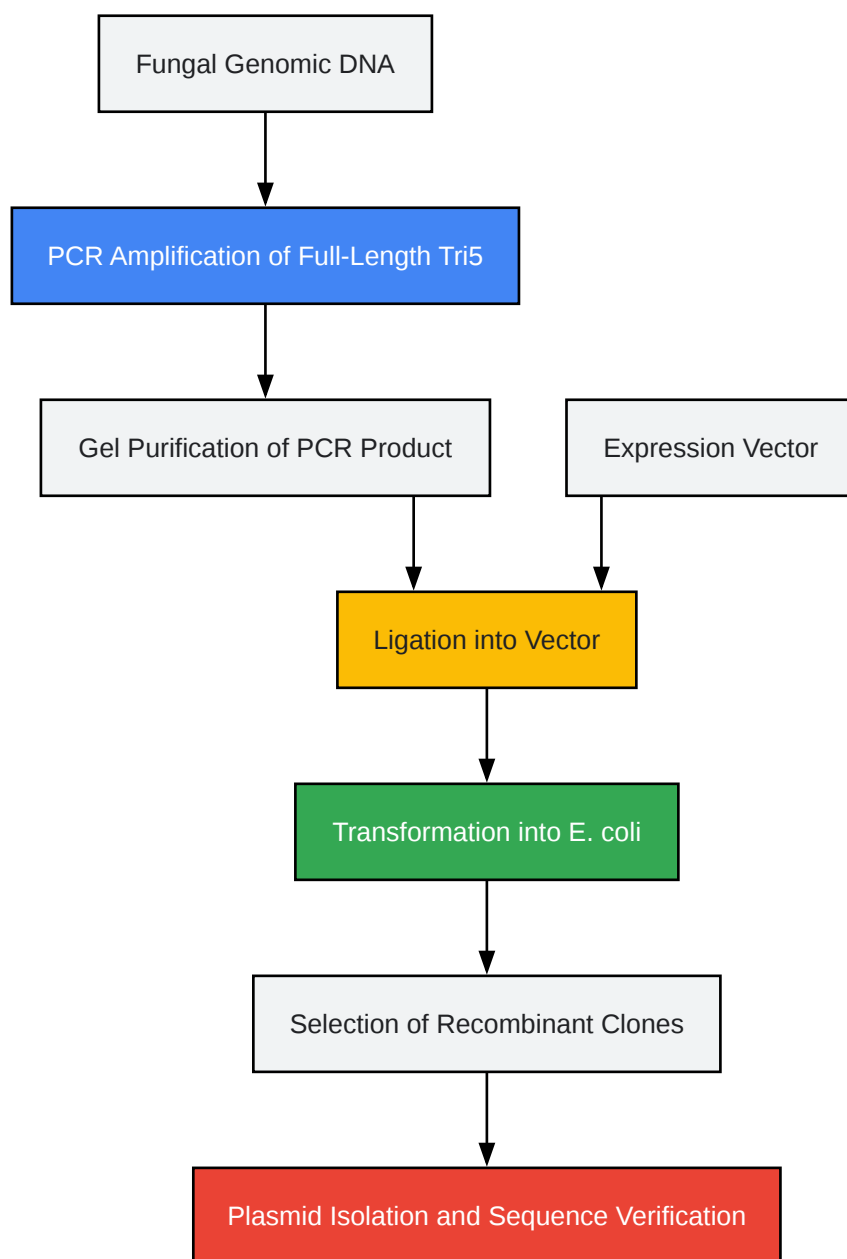 Fungal Genomic DNA
PCR Amplification of Full-Length Tri5
Gel Purification of PCR Product
Expression Vector
Ligation into Vector
Transformation into E. coli
Selection of Recombinant Clones
Plasmid Isolation and Sequence Verification